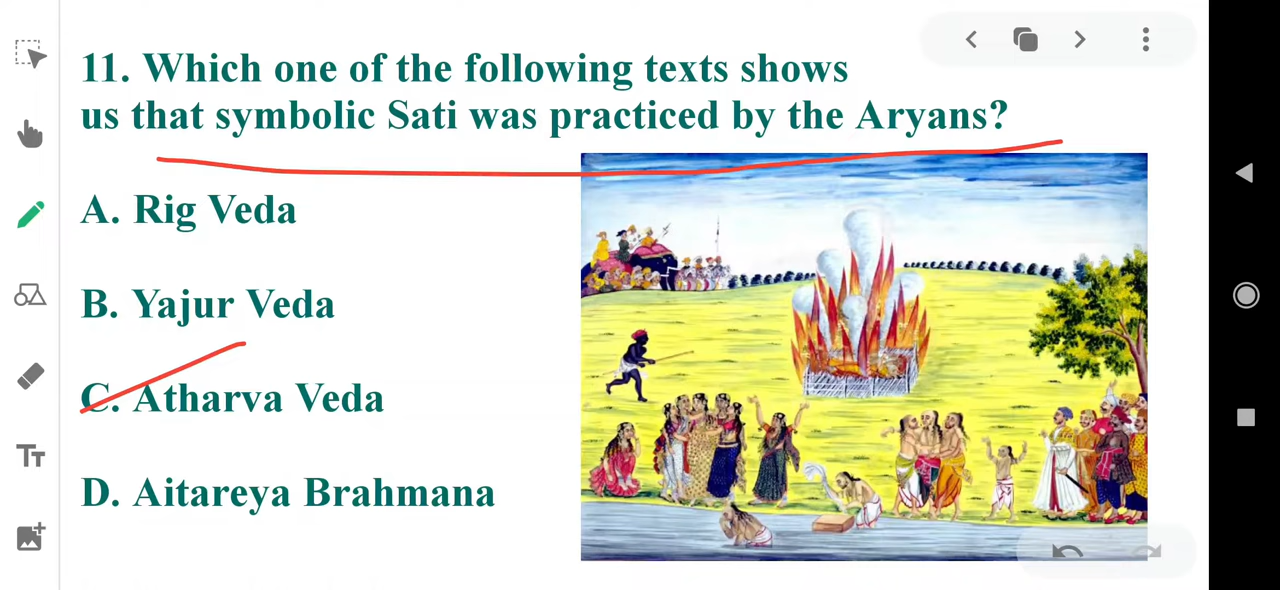 11. Which one of the following texts shows
us that symbolic Sati was practiced by the Aryans?
A. Rig Veda
B. Yajur Veda
C. Atharva Veda
D. Aitareya Brahmana
TT